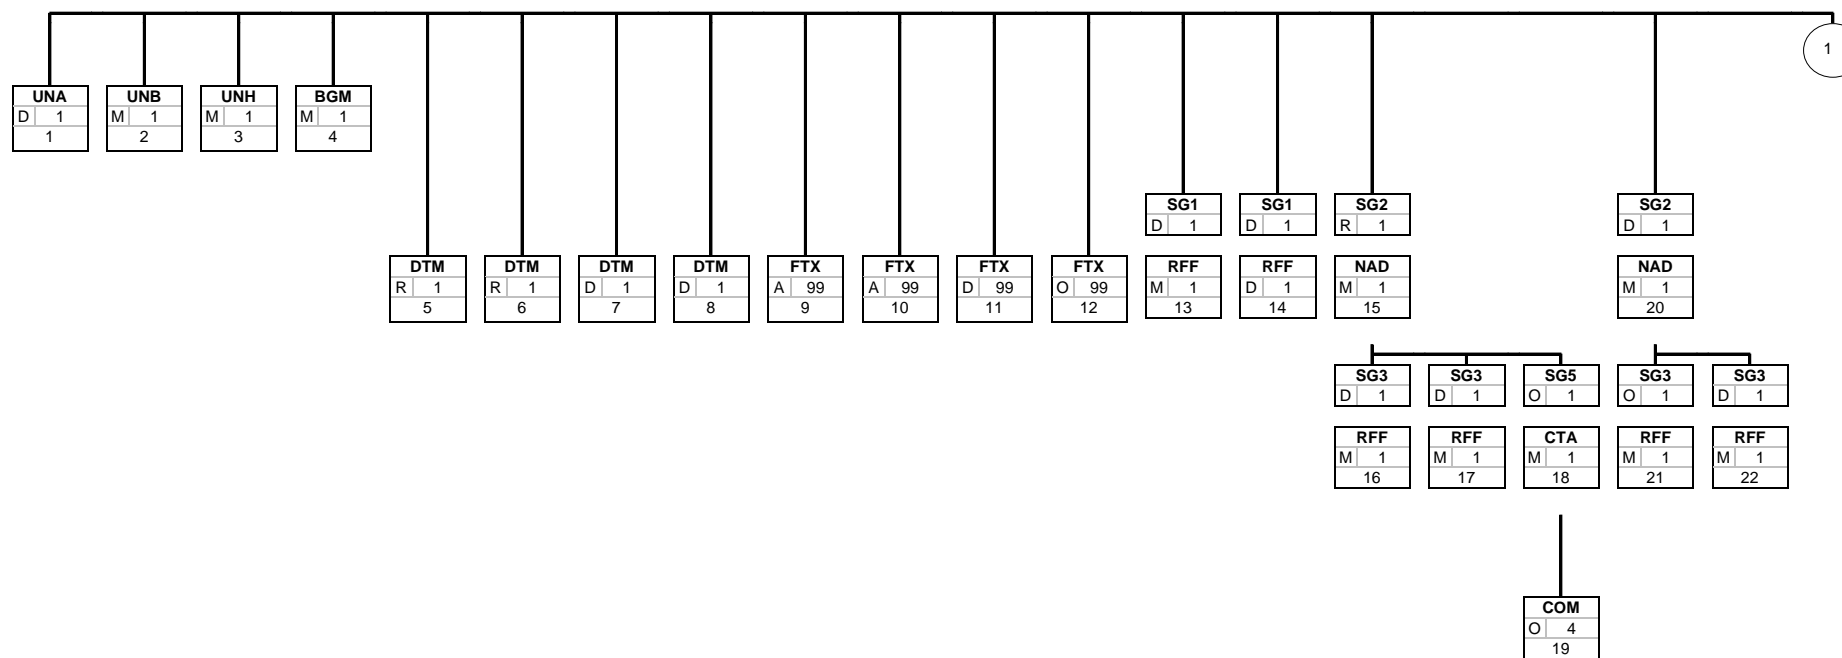 1
UNA UNB UNH BGM
D 1 M 1 M 1 M 1
1 2 3 4
SG1 SG1 SG2 SG2
D 1 D 1 R 1 D 1
DTM DTM DTM DTM FTX FTX FTX FTX RFF RFF NAD NAD
R 1 R 1 D 1 D 1 A 99 A 99 D 99 O 99 M 1 D 1 M 1 M 1
5 6 7 8 9 10 11 12 13 14 15 20
SG3 SG3 SG5 SG3 SG3
D 1 D 1 O 1 O 1 D 1
RFF RFF CTA RFF RFF
M 1 M 1 M 1 M 1 M 1
16 17 18 21 22
COM
O 4
19